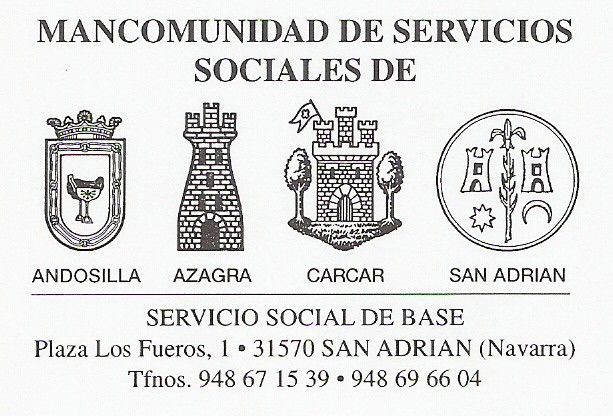 MANCOMUNIDAD DE SERVICIOS
SOCIALES DE
ANDOSILLA AZAGRA CARCAR SAN ADRIAN
SERVICIO SOCIAL DE BASE
Plaza Los Fueros, 1 • 31570 SAN ADRIAN (Navarra)
Tfnos. 948 67 15 39 • 948 69 66 04